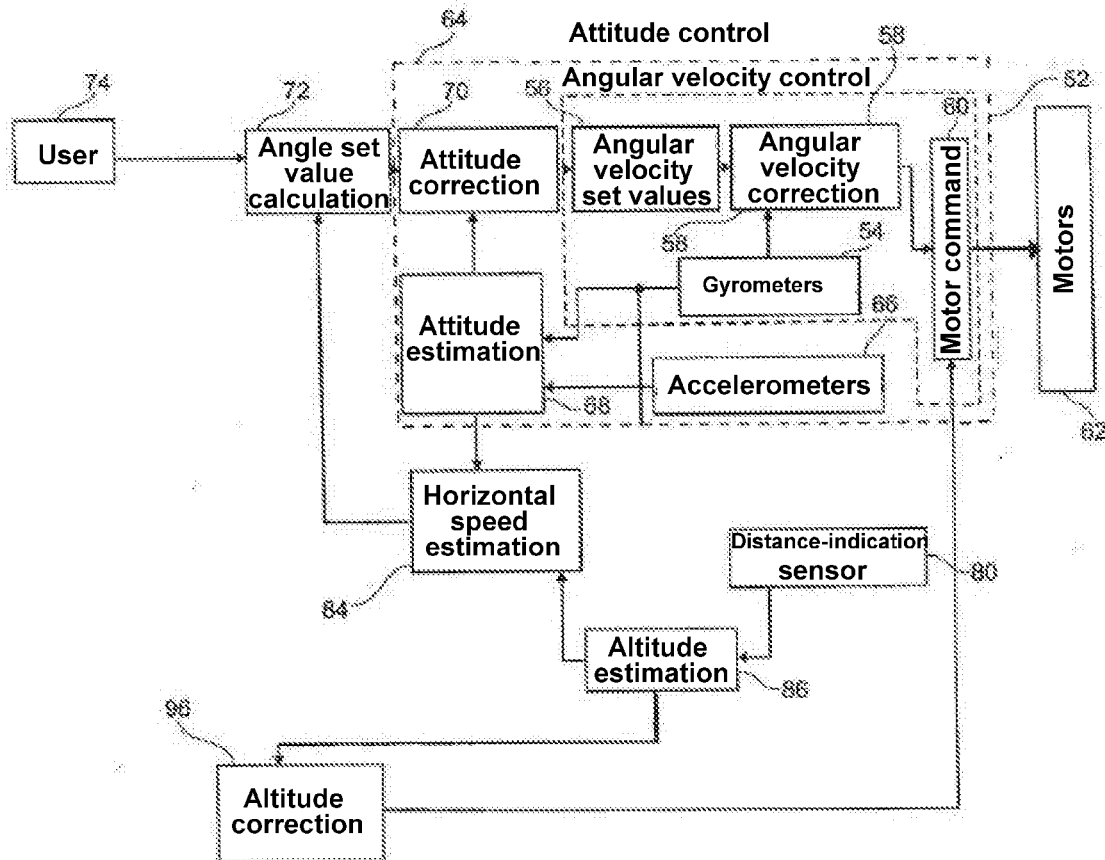 64
Attitude control
58
Angular velocity control
52
74
72
70
56
60
User
Angle set
value
calculation
Attitude
correction
Angular
velocity
set values
Angular
velocity
correction
Motor command
Motors
58
54
Gyrometers
Attitude
estimation
66
Accelerometers
68
62
Horizontal
speed
estimation
84
Distance-indication
sensor
80
Altitude
estimation
86
96
Altitude
correction